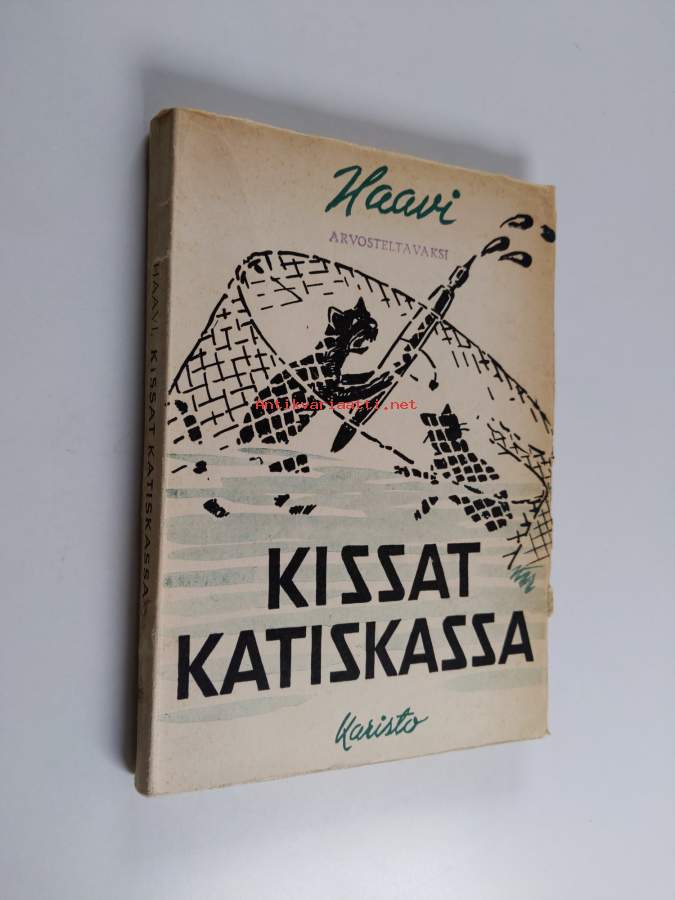 Haavi
ARVOSTELTAVAKSI
Antikvariaatti.net
KISSAT
KATISKASSA
Karisto
HAAVI, KISSAT KATISKASSA